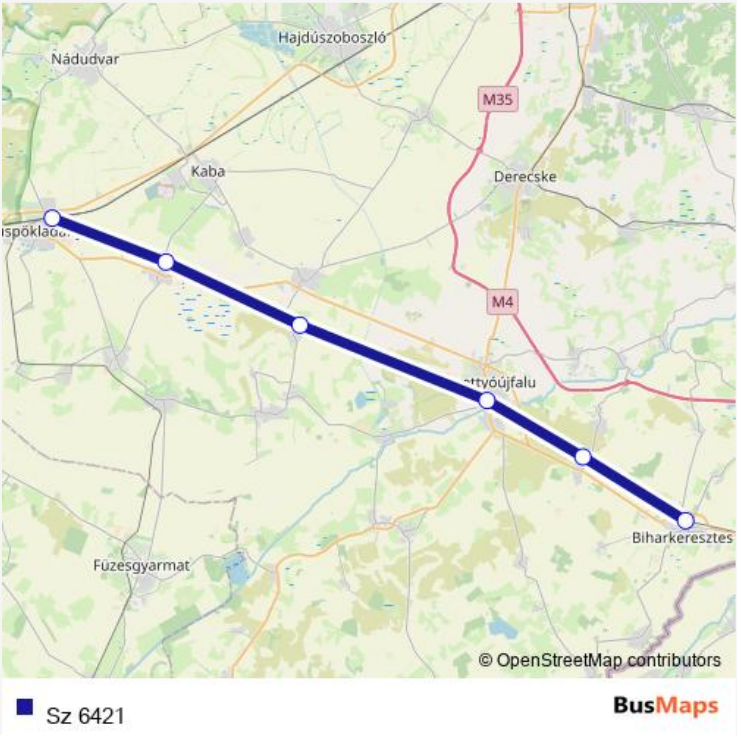 Hajdúszoboszló
Nádudvar
M35
Kaba
Derecske
M4
Füzesgyarmat
Biharkeresztes
© OpenStreetMap contributors
Sz 6421
BusMaps